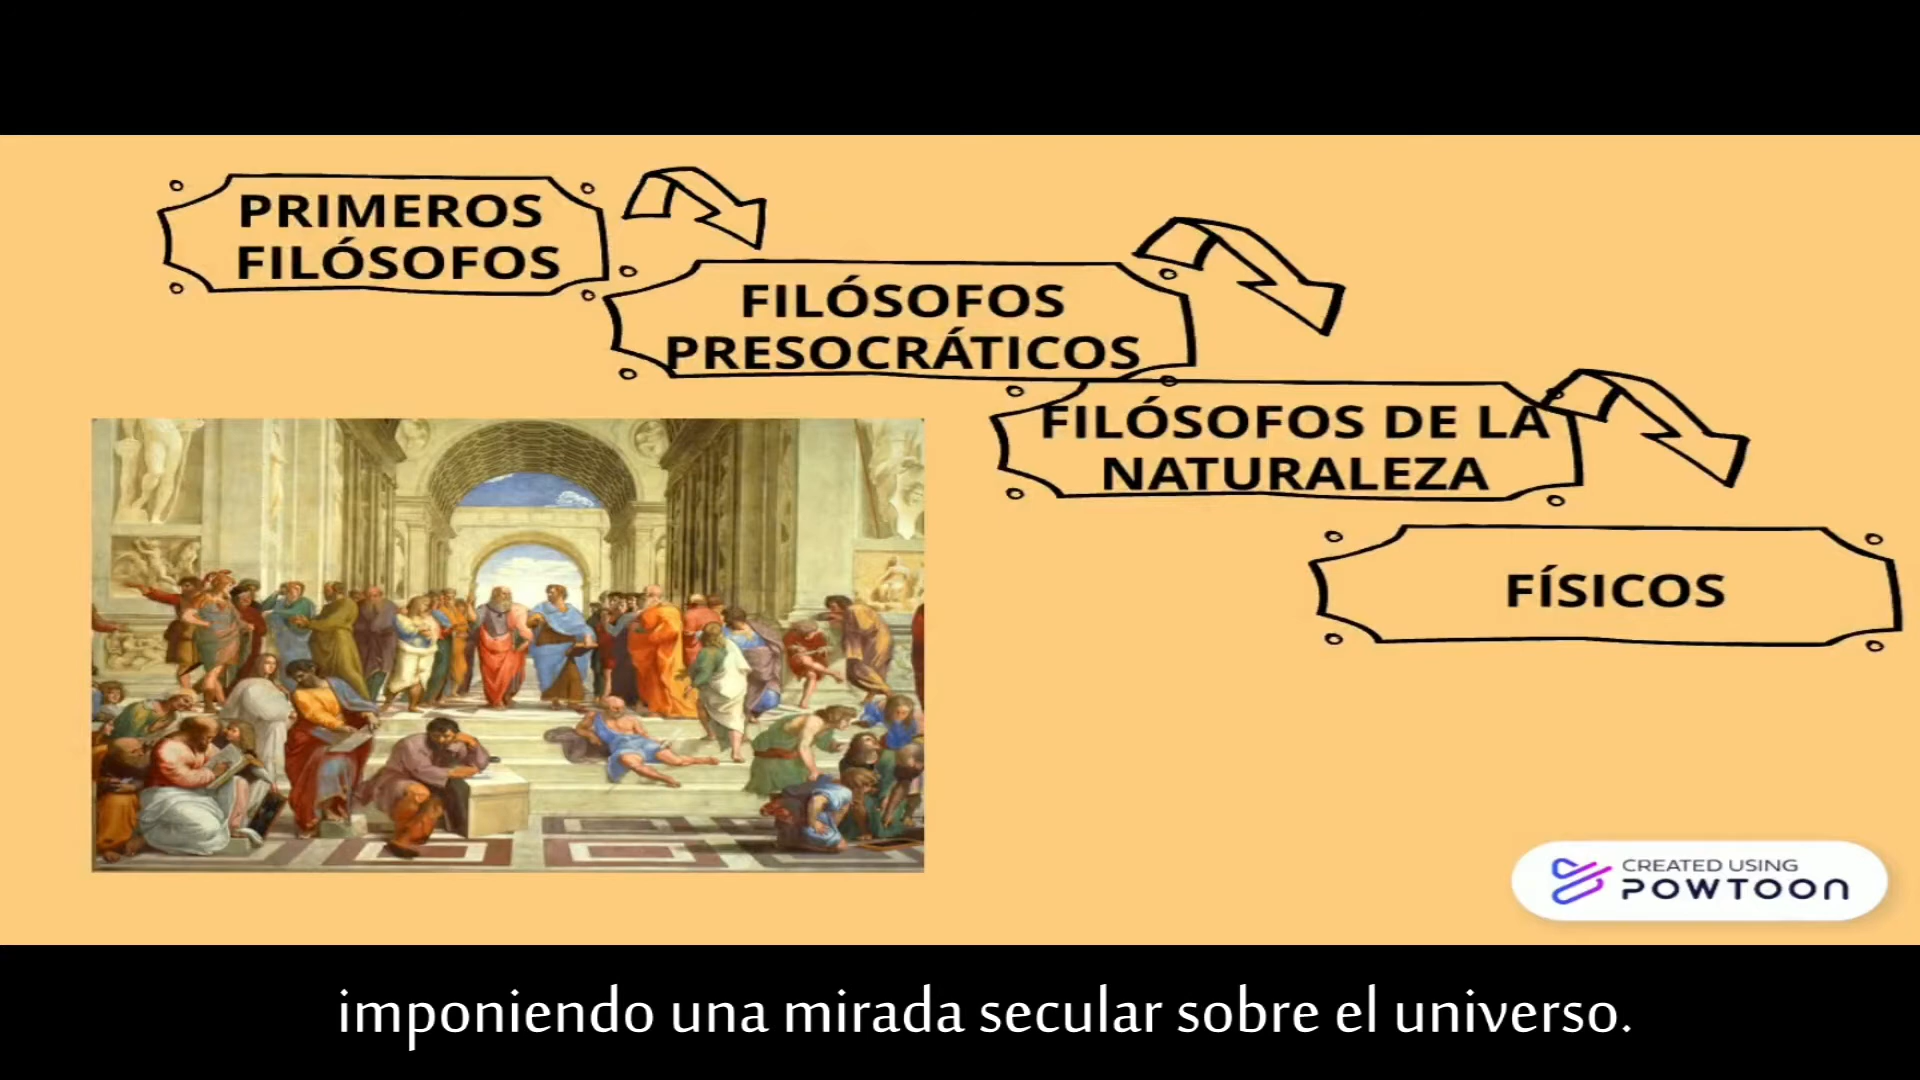 PRIMEROS
FILÓSOFOS
FILÓSOFOS
PRESOCRÁTICOS
FILÓSOFOS DE LA
NATURALEZA
FÍSICOS
CREATED USING
POWTOON
imponiendo una mirada secular sobre el universo.